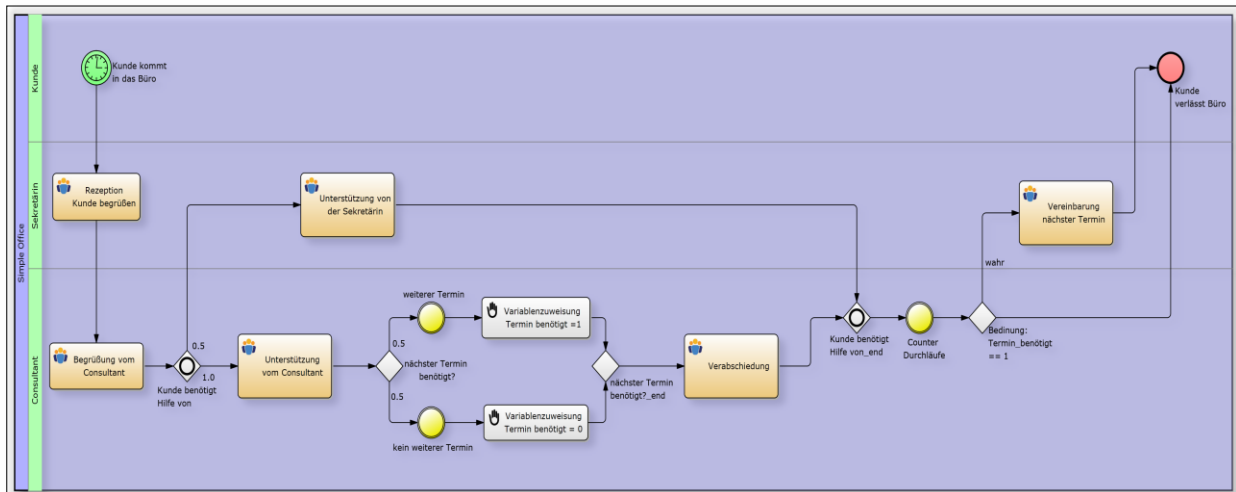 Simple Office
Kunde
Kunde kommt
in das Büro
Kunde
verlässt Büro
Sekretärin
Rezeption
Kunde begrüßen
Unterstützung von
der Sekretärin
Vereinbarung
nächster Termin
wahr
Consultant
Begrüßung vom
Consultant
0.5
1.0
Kunde benötigt
Hilfe von
Unterstützung
vom Consultant
weiterer Termin
0.5
nächster Termin
benötigt?
0.5
kein weiterer Termin
Variablenzuweisung
Termin benötigt =1
Variablenzuweisung
Termin benötigt = 0
nächster Termin
benötigt?_end
Verabschiedung
Kunde benötigt
Hilfe von_end
Counter
Durchläufe
Bedinung:
Termin_benötigt
== 1